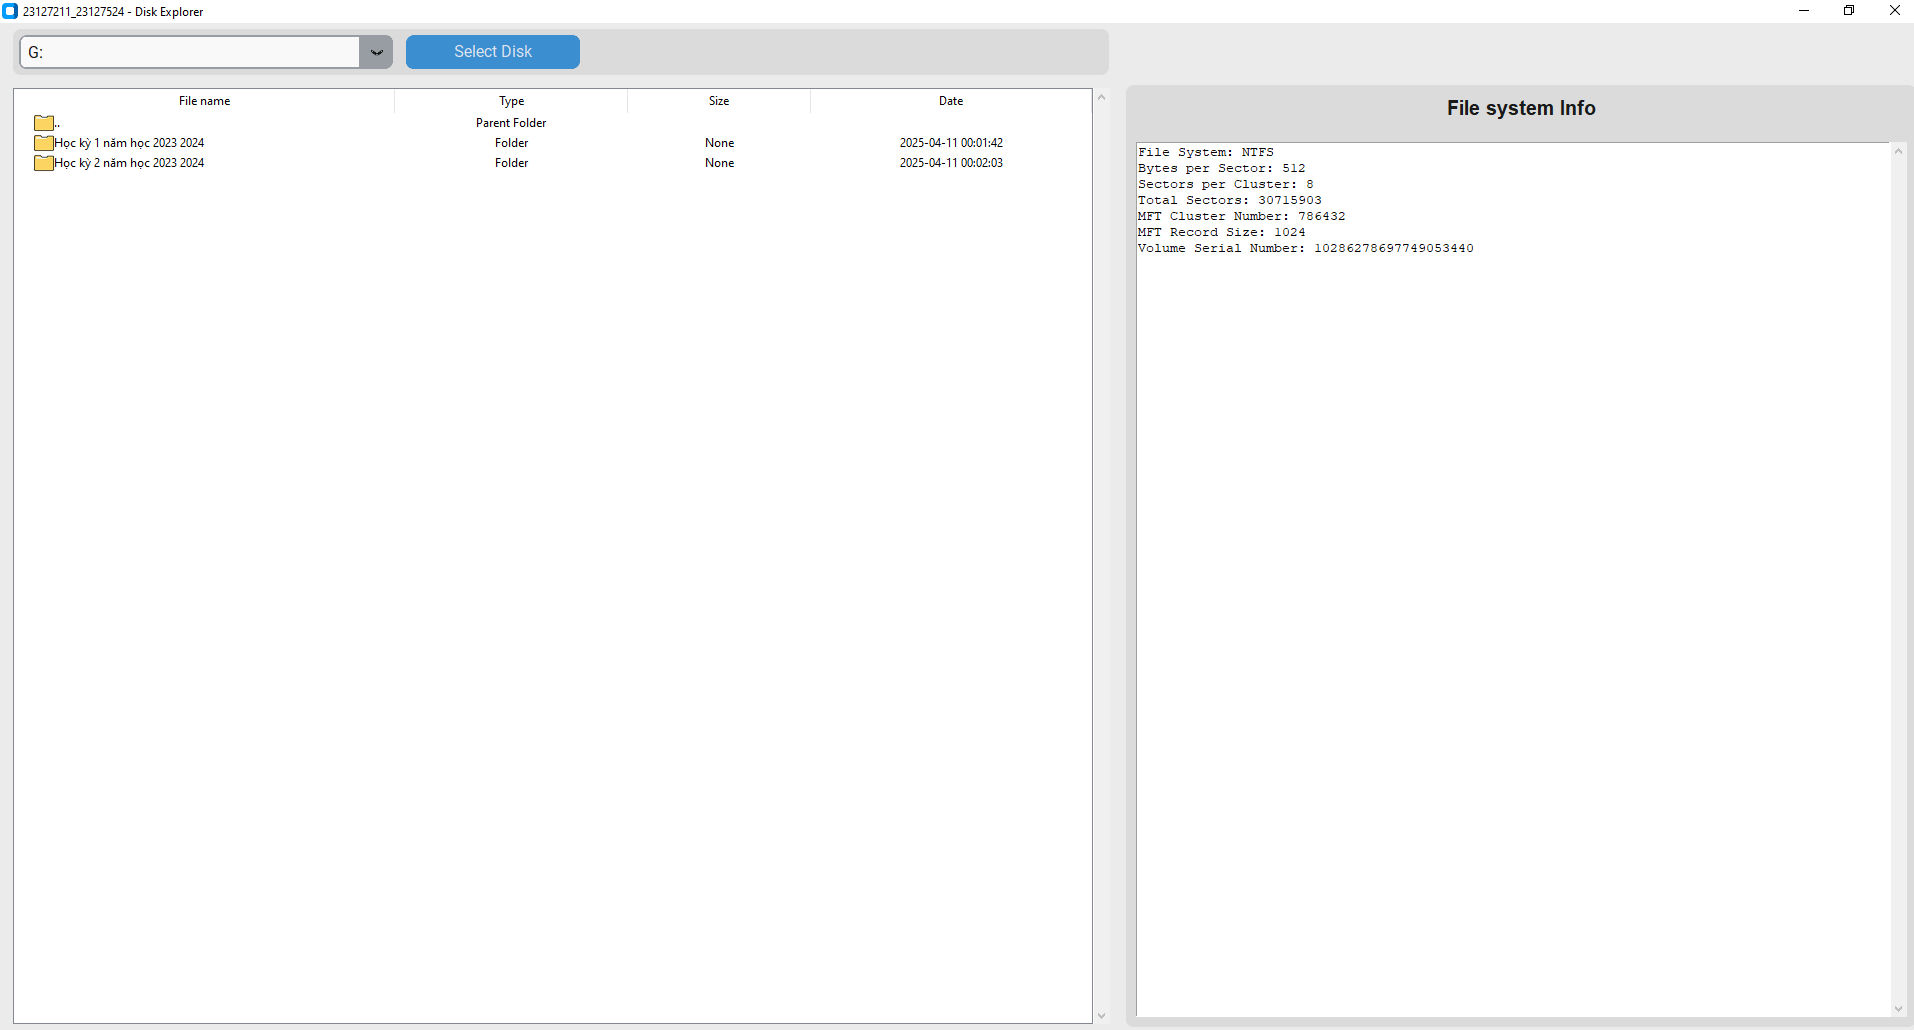 23127211_23127524 - Disk Explorer
G:
Select Disk
File name Type Size Date
.. Parent Folder
Học kỳ 1 năm học 2023 2024 Folder None 2025-04-11 00:01:42
Học kỳ 2 năm học 2023 2024 Folder None 2025-04-11 00:02:03
File system Info
File System: NTFS
Bytes per Sector: 512
Sectors per Cluster: 8
Total Sectors: 30715903
MFT Cluster Number: 786432
MFT Record Size: 1024
Volume Serial Number: 10286278697749053440